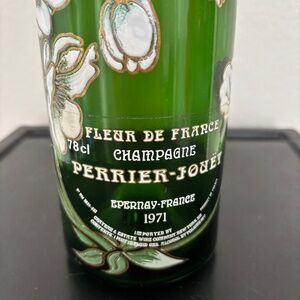 FLEUR DE FRANCE
78cl
CHAMPAGNE
PERRIER-JOUËT
EPERNAY-FRANCE
1971
IMPORTED BY